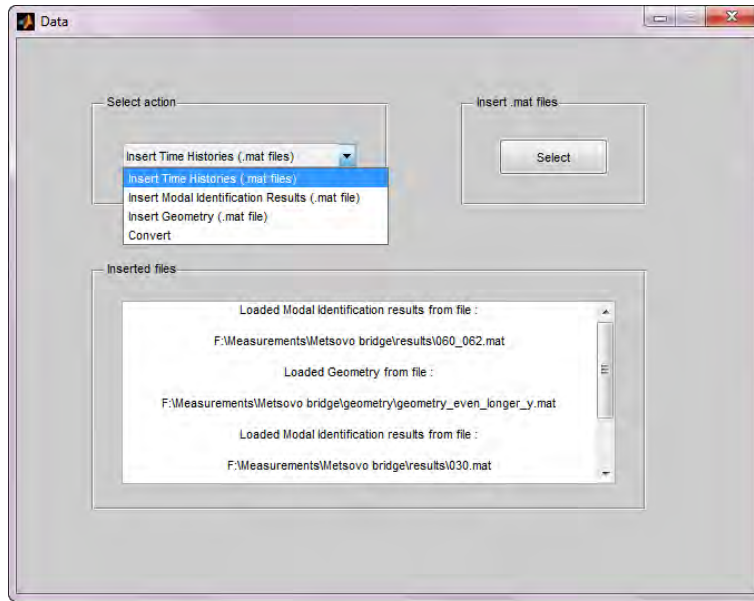 Data
Select action
Insert .mat files
Insert Time Histories (.mat files)
Select
Insert Time Histories (.mat files)
Insert Modal Identification Results (.mat file)
Insert Geometry (.mat file)
Convert
Inserted files
Loaded Modal Identification results from file :
F:\Measurements\Metsovo bridge\results\060_062.mat
Loaded Geometry from file :
F:\Measurements\Metsovo bridge\geometry\geometry_even_longer_y.mat
Loaded Modal Identification results from file :
F:\Measurements\Metsovo bridge\results\030.mat